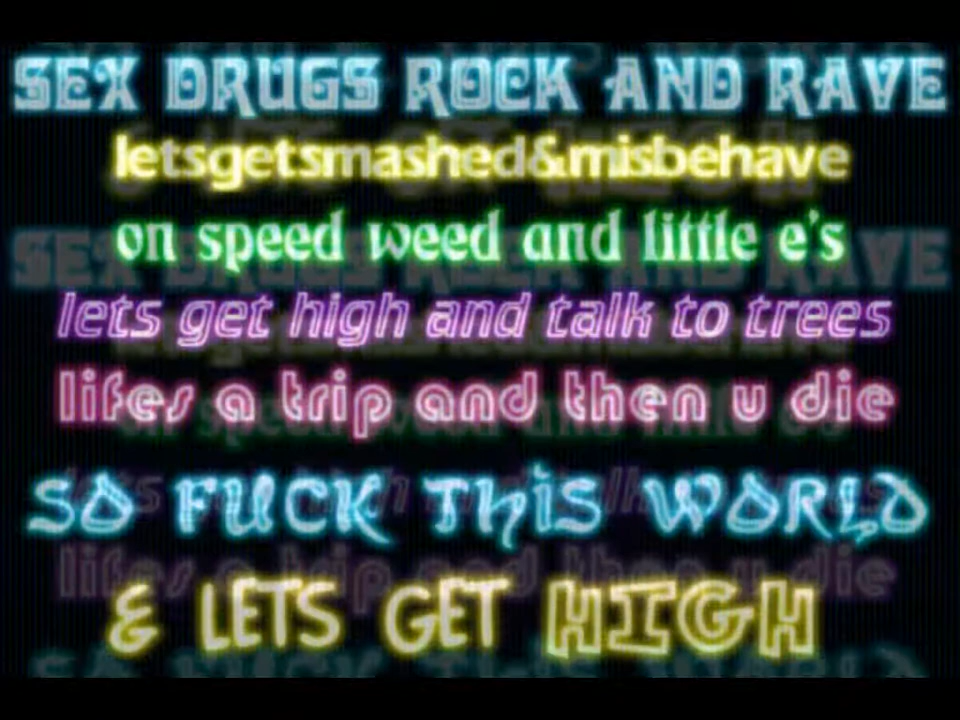 SEX DRUGS ROCK AND RAVE
letsgetsmashed&misbehave
on speed weed and little e's
lets get high and talk to trees
lifes a trip and then u die
SO FUCK THiS WORLD
& LETS GET HIGH